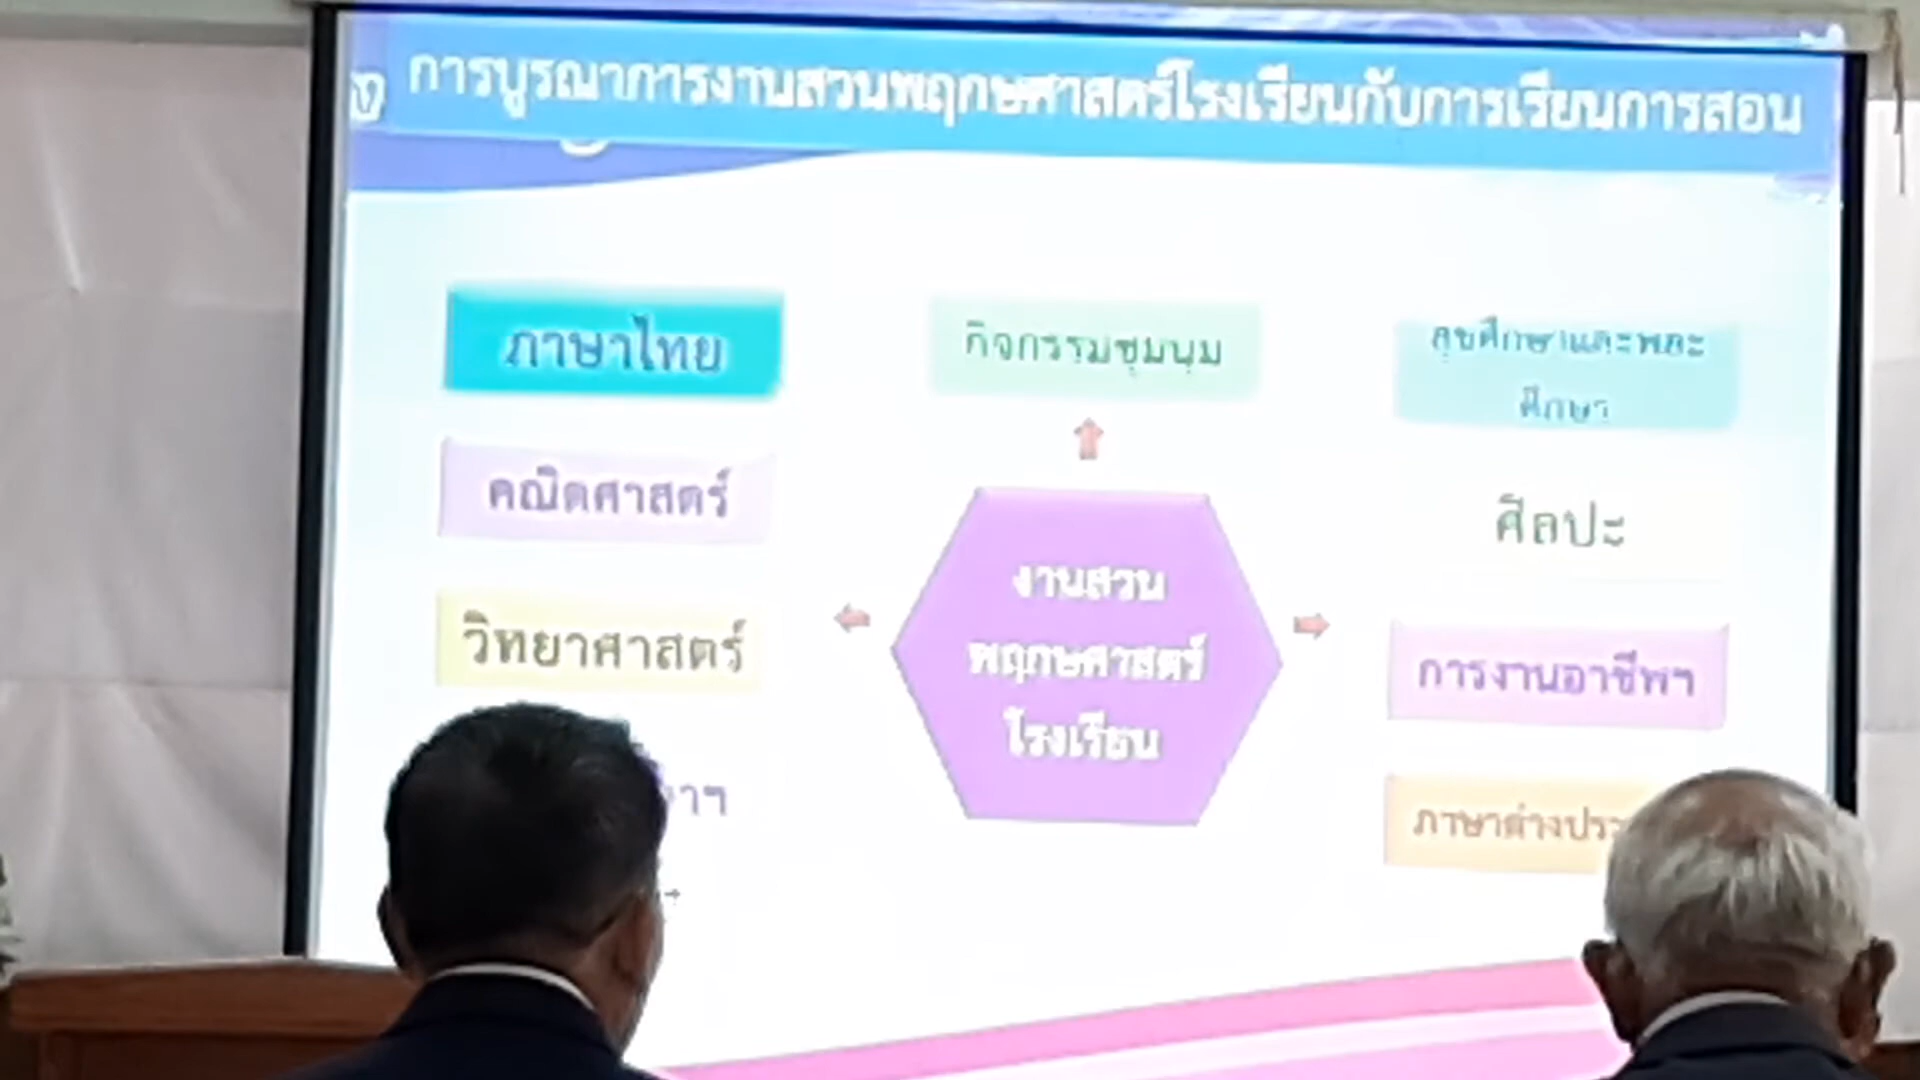 การบูรณาการงานสวนพฤกษศาสตร์โรงเรียนกับการเรียนการสอน
ภาษาไทย
คณิตศาสตร์
วิทยาศาสตร์
กิจกรรมชุมนุม
งานสวน
พฤกษศาสตร์
โรงเรียน
สุขศึกษาและพละ
ศึกษา
ศิลปะ
การงานอาชีพฯ